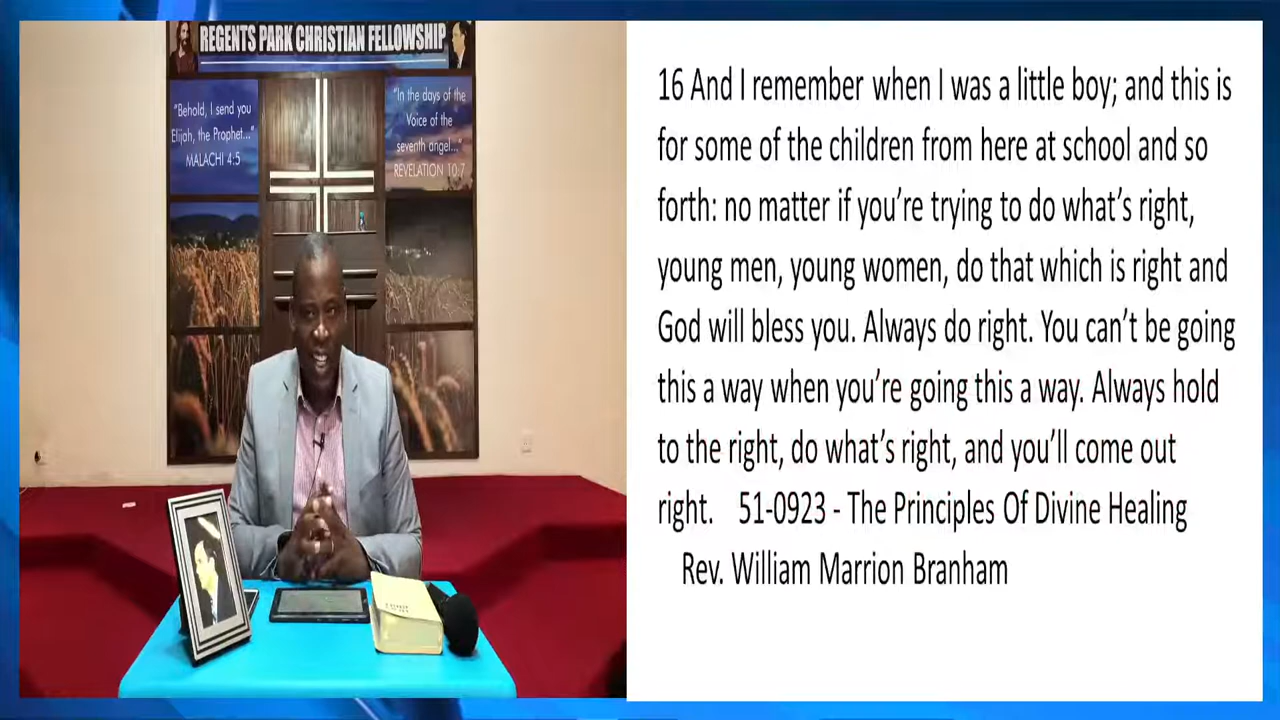 REGENTS PARK CHRISTIAN FELLOWSHIP
"Behold, I send you
Elijah, the Prophet..."
MALACHI 4:5
"In the days of the
Voice of the
seventh angel..."
REVELATION 10:7
16 And I remember when I was a little boy; and this is
for some of the children from here at school and so
forth: no matter if you’re trying to do what’s right,
young men, young women, do that which is right and
God will bless you. Always do right. You can’t be going
this a way when you’re going this a way. Always hold
to the right, do what’s right, and you’ll come out
right. 51-0923 - The Principles Of Divine Healing
Rev. William Marrion Branham